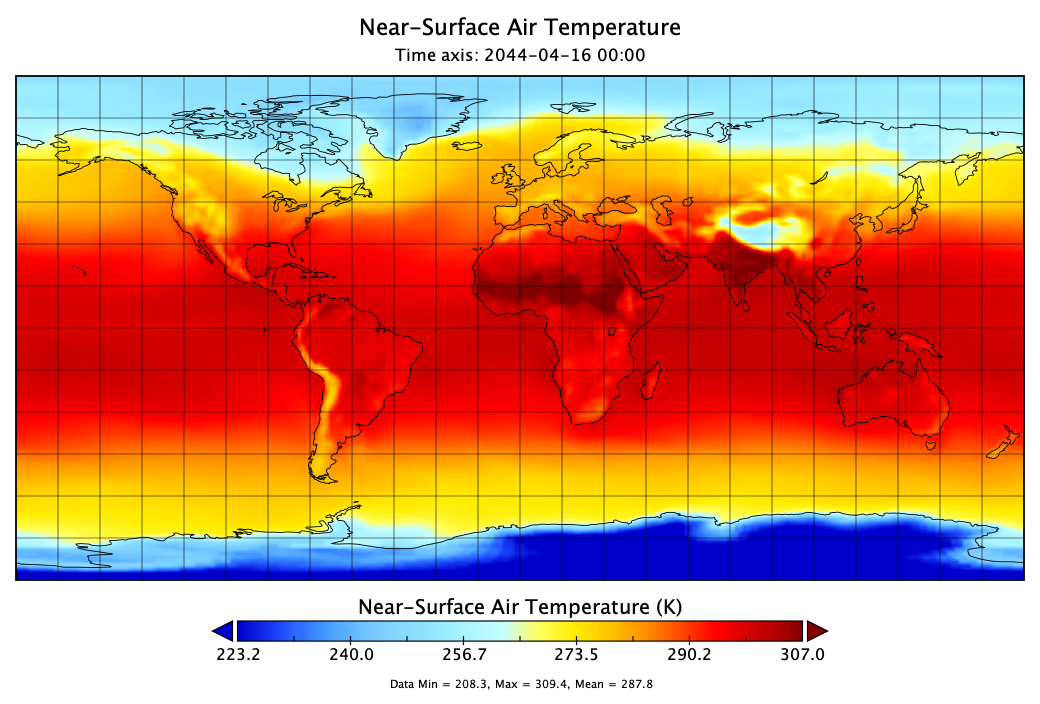 Near-Surface Air Temperature
Time axis: 2044-04-16 00:00
Near-Surface Air Temperature (K)
223.2 240.0 256.7 273.5 290.2 307.0
Data Min = 208.3, Max = 309.4, Mean = 287.8